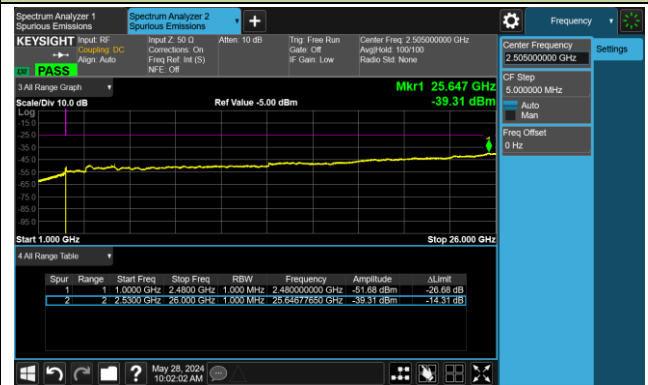 Spectrum Analyzer 1
Spurious Emissions
Spectrum Analyzer 2
Spurious Emissions
Frequency
KEYSIGHT
Input: RF
Coupling: DC
Align: Auto
Input Z: 50 Ω
Corrections: On
Freq Ref: Int (S)
NFE: Off
Atten: 10 dB
Trig: Free Run
Gate: Off
IF Gain: Low
Center Freq: 2.505000000 GHz
Avg|Hold: 100/100
Radio Std: None
PASS
Center Frequency
2.505000000 GHz
Settings
CF Step
5.000000 MHz
Auto
Man
Freq Offset
0 Hz
3 All Range Graph
Mkr1 25.647 GHz
Scale/Div 10.0 dB
Ref Value -5.00 dBm
-39.31 dBm
Log
-15.0
-25.0
-35.0
-45.0
-55.0
-65.0
-75.0
-85.0
-95.0
1
Start 1.000 GHz
Stop 26.000 GHz
4 All Range Table
Spur Range Start Freq Stop Freq RBW Frequency Amplitude ΔLimit
1 1 1.0000 GHz 2.4800 GHz 1.000 MHz 2.480000000 GHz -51.68 dBm -26.68 dB
2 2 2.5300 GHz 26.000 GHz 1.000 MHz 25.64677650 GHz -39.31 dBm -14.31 dB
May 28, 2024
10:02:02 AM